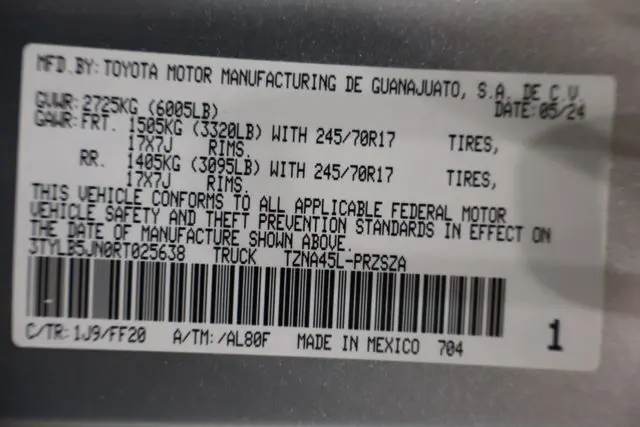 MFD.BY:TOYOTA MOTOR MANUFACTURING DE GUANAJUATO, S.A. DE C.V.
GVWR:2725KG (6005LB) DATE:05/24
GAWR:FRT. 1505KG (3320LB) WITH 245/70R17 TIRES,
17X7J RIMS.
RR. 1405KG (3095LB) WITH 245/70R17 TIRES,
17X7J RIMS.
THIS VEHICLE CONFORMS TO ALL APPLICABLE FEDERAL MOTOR
VEHICLE SAFETY AND THEFT PREVENTION STANDARDS IN EFFECT ON
THE DATE OF MANUFACTURE SHOWN ABOVE.
3TYLB5JN0RT025638 TRUCK TZNA45L-PRZSZA
C/TR:1J9/FF20 A/TM:/AL80F MADE IN MEXICO 704 1